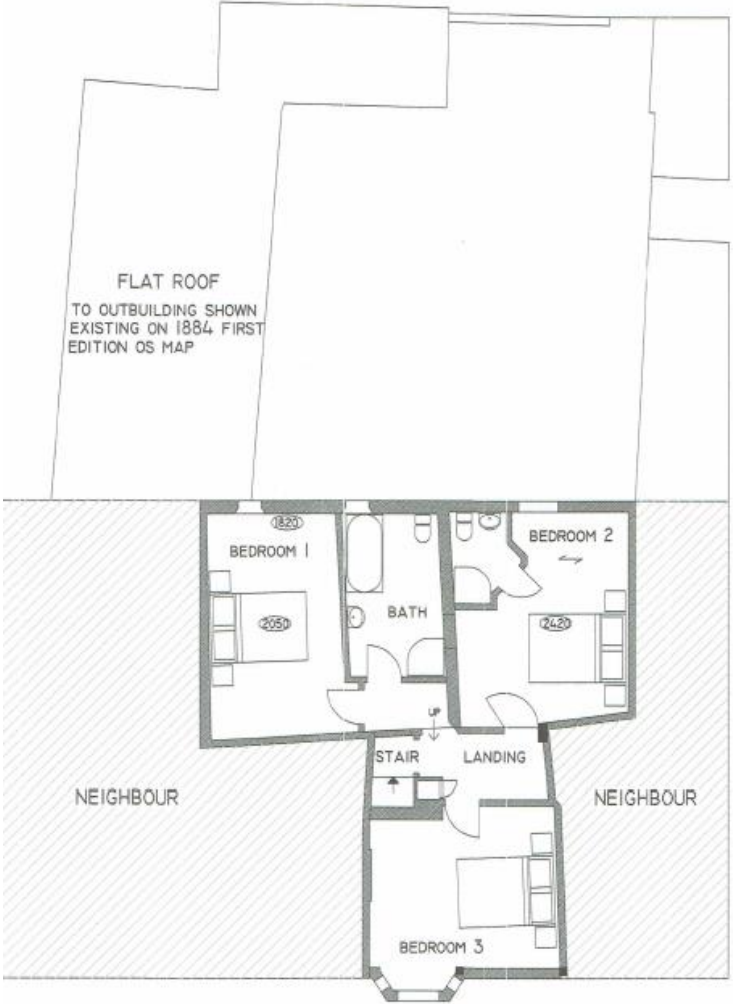 FLAT ROOF
TO OUTBUILDING SHOWN
EXISTING ON 1884 FIRST
EDITION OS MAP
1820
BEDROOM 1
BEDROOM 2
2050
BATH
2420
UP
STAIR
LANDING
NEIGHBOUR
NEIGHBOUR
BEDROOM 3